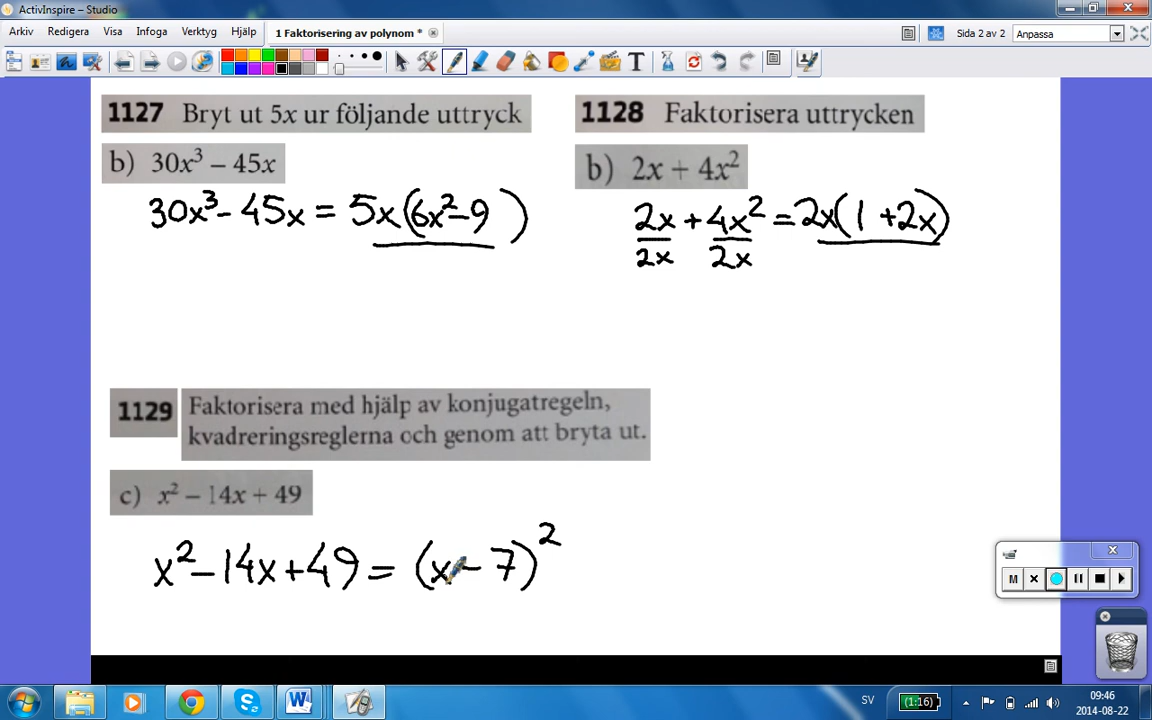 ActivInspire – Studio
Arkiv Redigera Visa Infoga Verktyg Hjälp 1 Faktorisering av polynom * Sida 2 av 2 Anpassa
1127 Bryt ut 5x ur följande uttryck
b) 30x³ – 45x
30x³ - 45x = 5x(6x² - 9 )
1128 Faktorisera uttrycken
b) 2x + 4x²
2x + 4x² = 2x(1 + 2x)
2x 2x
1129 Faktorisera med hjälp av konjugatregeln,
kvadreringsreglerna och genom att bryta ut.
c) x² – 14x + 49
x² - 14x + 49 = (x - 7)²
M
SV (1:16) 09:46
2014-08-22